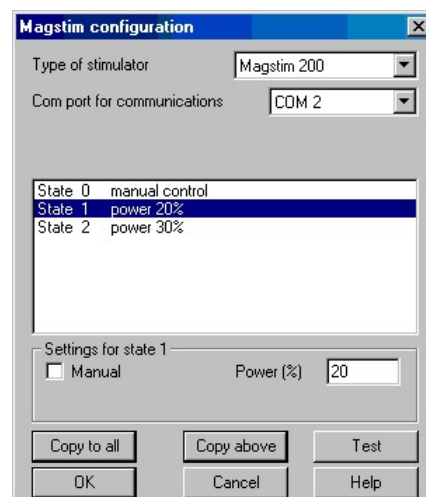 Magstim configuration
Type of stimulator Magstim 200
Com port for communications COM 2
State 0 manual control
State 1 power 20%
State 2 power 30%
Settings for state 1
Manual Power (%) 20
Copy to all Copy above Test
OK Cancel Help